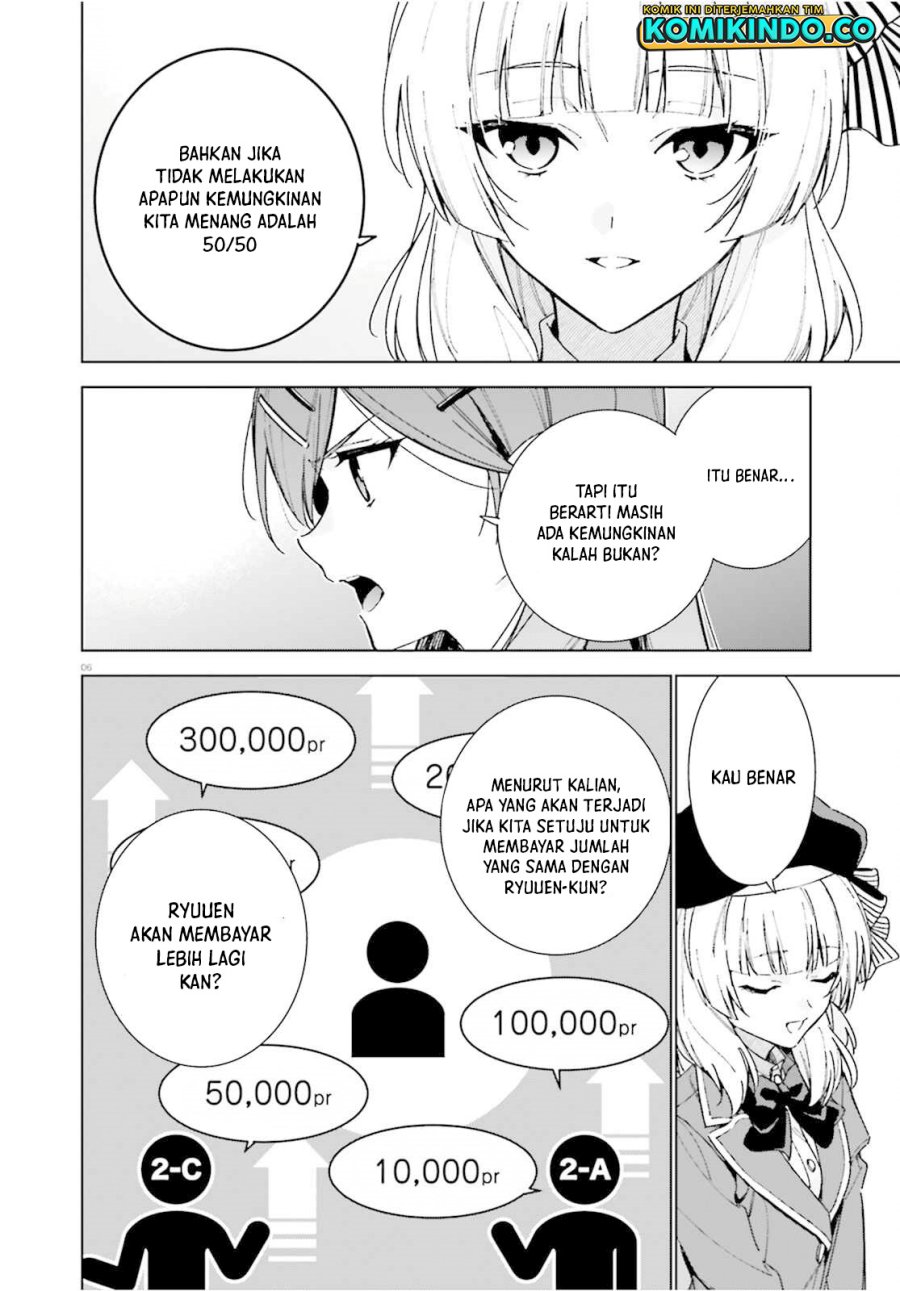 KOMIK INI DITERJEMAHKAN TIM
KOMIKINDO.CO
BAHKAN JIKA
TIDAK MELAKUKAN
APAPUN KEMUNGKINAN
KITA MENANG ADALAH
50/50
ITU BENAR...
TAPI ITU
BERARTI MASIH
ADA KEMUNGKINAN
KALAH BUKAN?
06
KAU BENAR
MENURUT KALIAN,
APA YANG AKAN TERJADI
JIKA KITA SETUJU UNTUK
MEMBAYAR JUMLAH
YANG SAMA DENGAN
RYUUEN-KUN?
300,000pr
RYUUEN
AKAN MEMBAYAR
LEBIH LAGI
KAN?
100,000pr
50,000pr
10,000pr
2-C
2-A